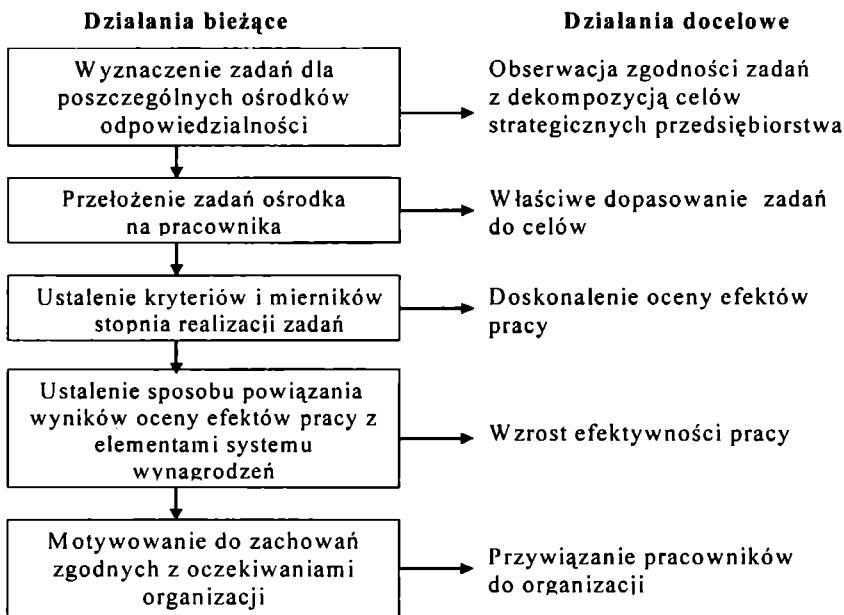 Działania bieżące
Działania docelowe
Wyznaczenie zadań dla
poszczególnych ośrodków
odpowiedzialności
Obserwacja zgodności zadań
z dekompozycją celów
strategicznych przedsiębiorstwa
Przełożenie zadań ośrodka
na pracownika
Właściwe dopasowanie zadań
do celów
Ustalenie kryteriów i mierników
stopnia realizacji zadań
Doskonalenie oceny efektów
pracy
Ustalenie sposobu powiązania
wyników oceny efektów pracy z
elementami systemu
wynagrodzeń
Wzrost efektywności pracy
Motywowanie do zachowań
zgodnych z oczekiwaniami
organizacji
Przywiązanie pracowników
do organizacji